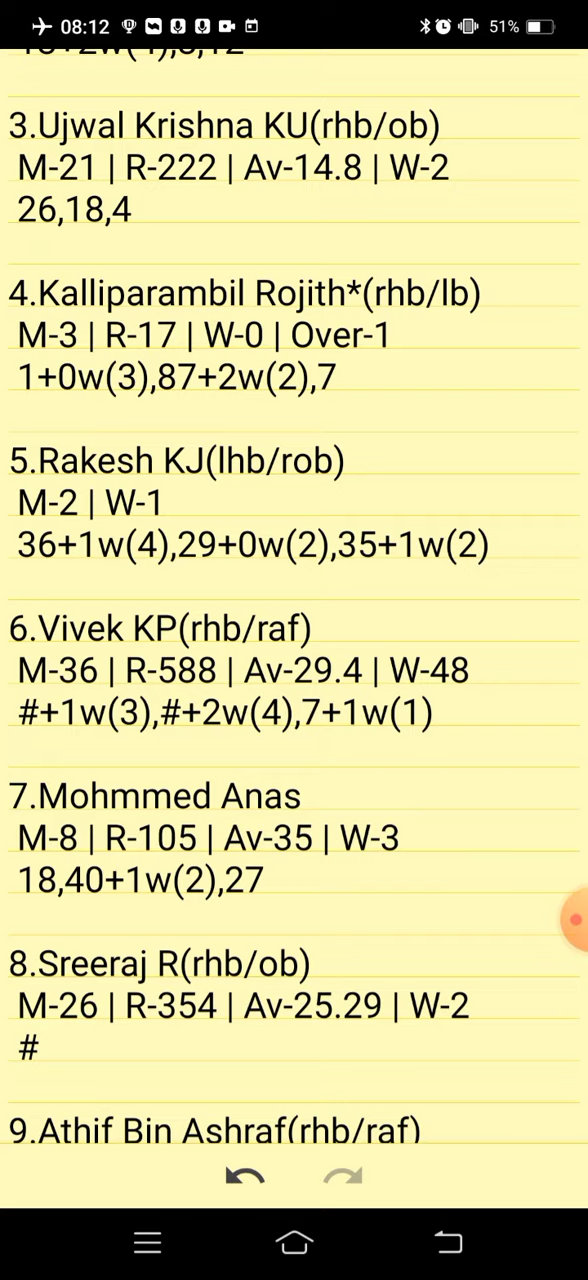 08:12
51%
3.Ujwal Krishna KU(rhb/ob)
M-21 | R-222 | Av-14.8 | W-2
26,18,4
4.Kalliparambil Rojith*(rhb/lb)
M-3 | R-17 | W-0 | Over-1
1+0w(3),87+2w(2),7
5.Rakesh KJ(lhb/rob)
M-2 | W-1
36+1w(4),29+0w(2),35+1w(2)
6.Vivek KP(rhb/raf)
M-36 | R-588 | Av-29.4 | W-48
#+1w(3),#+2w(4),7+1w(1)
7.Mohmmed Anas
M-8 | R-105 | Av-35 | W-3
18,40+1w(2),27
8.Sreeraj R(rhb/ob)
M-26 | R-354 | Av-25.29 | W-2
#
9.Athif Bin Ashraf(rhb/raf)